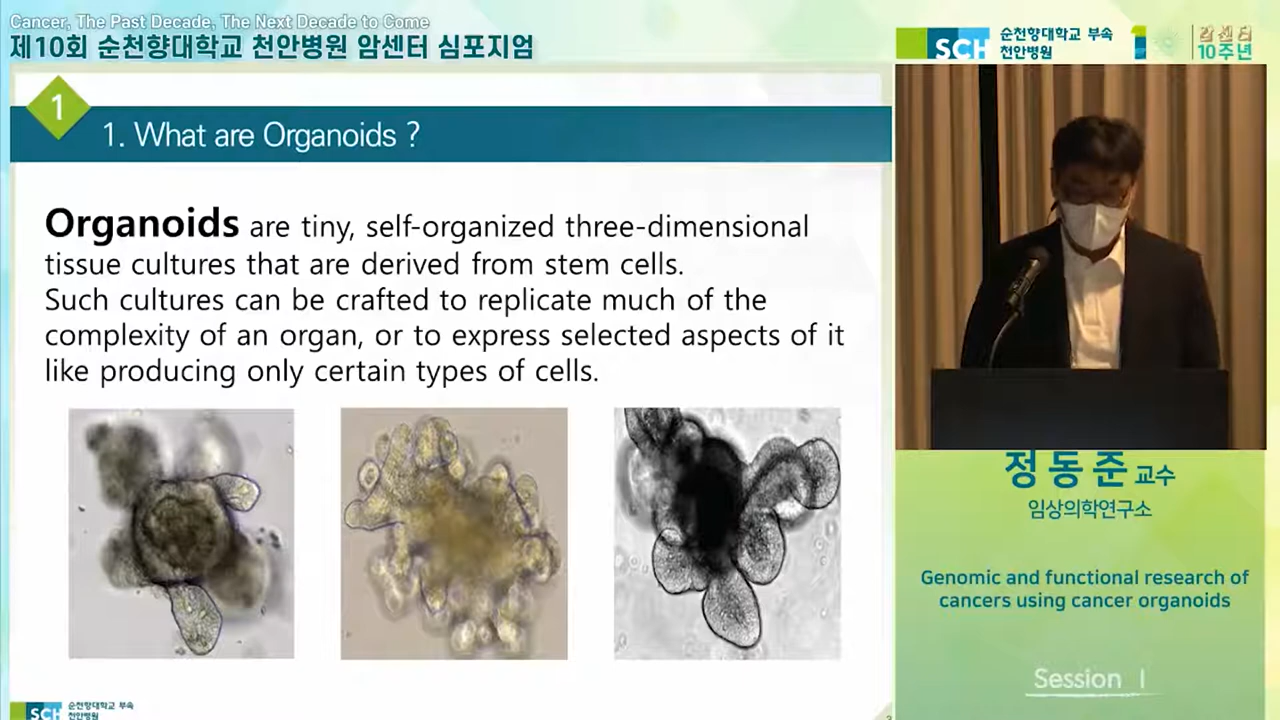 Cancer, The Past Decade, The Next Decade to Come
제10회 순천향대학교 천안병원 암센터 심포지엄
SCH 순천향대학교 부속
천안병원
암센터
10주년
1
1. What are Organoids ?
Organoids are tiny, self-organized three-dimensional
tissue cultures that are derived from stem cells.
Such cultures can be crafted to replicate much of the
complexity of an organ, or to express selected aspects of it
like producing only certain types of cells.
정동준 교수
임상의학연구소
Genomic and functional research of
cancers using cancer organoids
Session I
SCH 순천향대학교 부속
천안병원